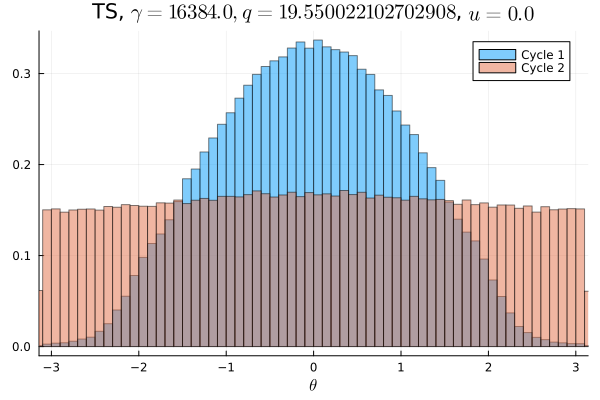 TS, γ = 16384.0, q = 19.550022102702908, u = 0.0
Cycle 1
Cycle 2
0.3
0.2
0.1
0.0
−3 −2 −1 0 1 2 3
θ